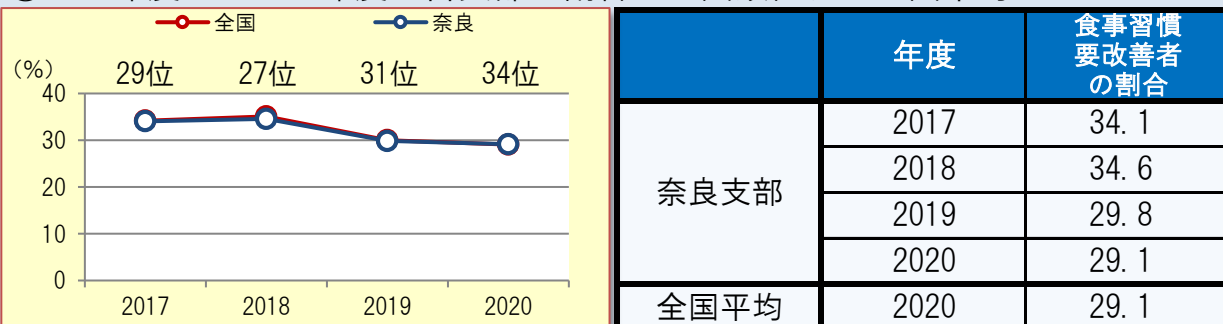 全国 奈良
(%) 29位 27位 31位 34位
40
30
20
10
0
2017 2018 2019 2020
年度 食事習慣
要改善者
の割合
奈良支部 2017 34.1
2018 34.6
2019 29.8
2020 29.1
全国平均 2020 29.1